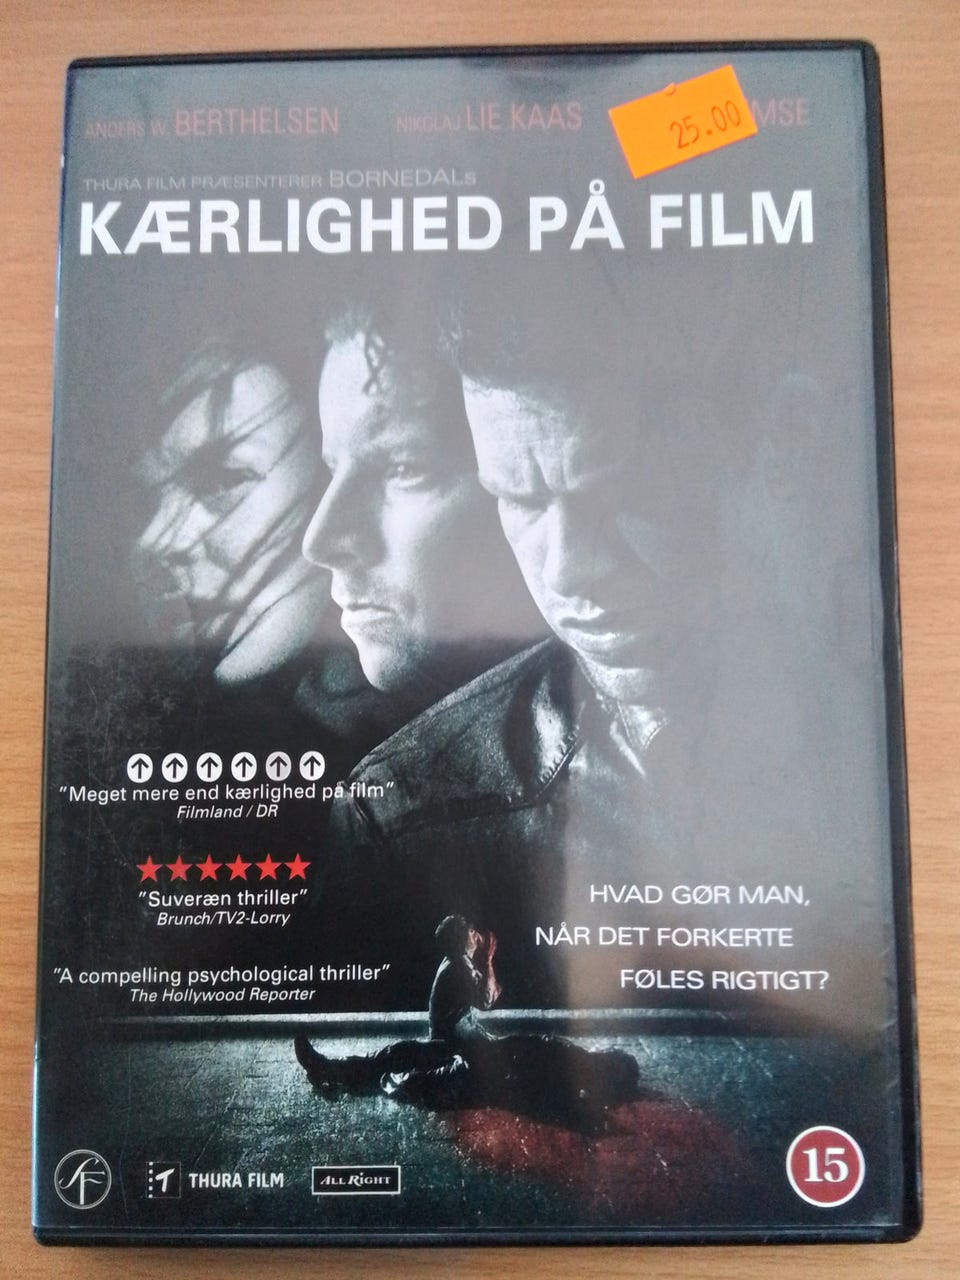 ANDERS W. BERTHELSEN NIKOLAJ LIE KAAS MSE
25.00
THURA FILM PRÆSENTERER BORNEDALs
KÆRLIGHED PÅ FILM
"Meget mere end kærlighed på film"
Filmland / DR
"Suveræn thriller"
Brunch/TV2-Lorry
"A compelling psychological thriller"
The Hollywood Reporter
HVAD GØR MAN,
NÅR DET FORKERTE
FØLES RIGTIGT?
SF THURA FILM ALL RIGHT 15